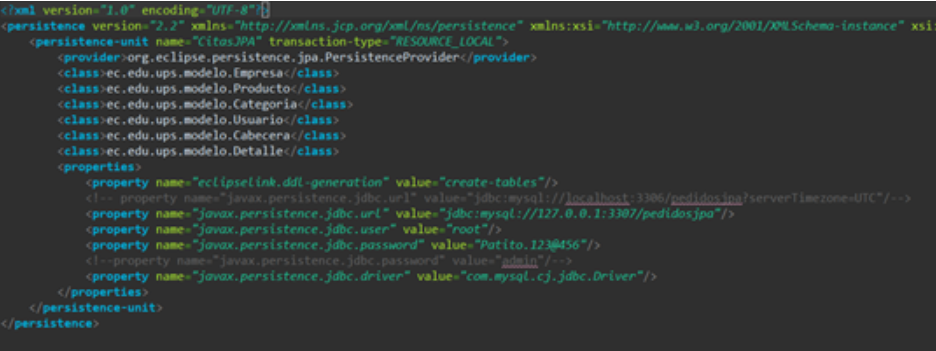 <?xml version="1.0" encoding="UTF-8"?>
<persistence version="2.2" xmlns="http://xmlns.jcp.org/xml/ns/persistence" xmlns:xsi="http://www.w3.org/2001/XMLSchema-instance" xsi:
<persistence-unit name="CitasJPA" transaction-type="RESOURCE_LOCAL">
<provider>org.eclipse.persistence.jpa.PersistenceProvider</provider>
<class>ec.edu.ups.modelo.Empresa</class>
<class>ec.edu.ups.modelo.Producto</class>
<class>ec.edu.ups.modelo.Categoria</class>
<class>ec.edu.ups.modelo.Usuario</class>
<class>ec.edu.ups.modelo.Cabecera</class>
<class>ec.edu.ups.modelo.Detalle</class>
<properties>
<property name="eclipselink.ddl-generation" value="create-tables"/>
<!-- property name="javax.persistence.jdbc.url" value="jdbc:mysql://localhost:3306/pedidosjpa?serverTimezone=UTC"/-->
<property name="javax.persistence.jdbc.url" value="jdbc:mysql://127.0.0.1:3307/pedidosjpa"/>
<property name="javax.persistence.jdbc.user" value="root"/>
<property name="javax.persistence.jdbc.password" value="Patito.123@456"/>
<!--property name="javax.persistence.jdbc.password" value="admin"/-->
<property name="javax.persistence.jdbc.driver" value="com.mysql.cj.jdbc.Driver"/>
</properties>
</persistence-unit>
</persistence>